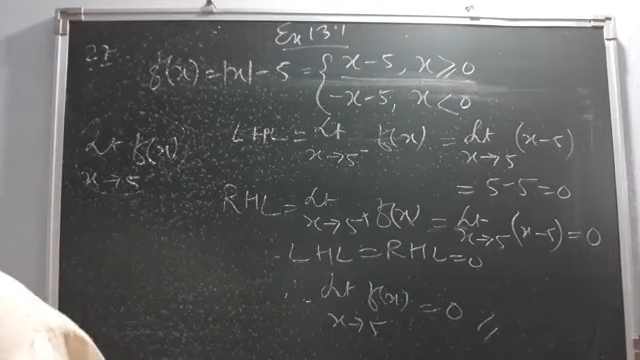 Ex 13.1
27 f(x) = |x| - 5 = { x-5, x ≥ 0
-x-5, x < 0
Lt f(x)
x→5
LHL = Lt f(x) = Lt (x-5)
x→5⁻ x→5
= 5-5 = 0
RHL = Lt f(x) = Lt (x-5) = 0
x→5+ x→5
LHL = RHL = 0
∴ Lt f(x) = 0 //
x→5